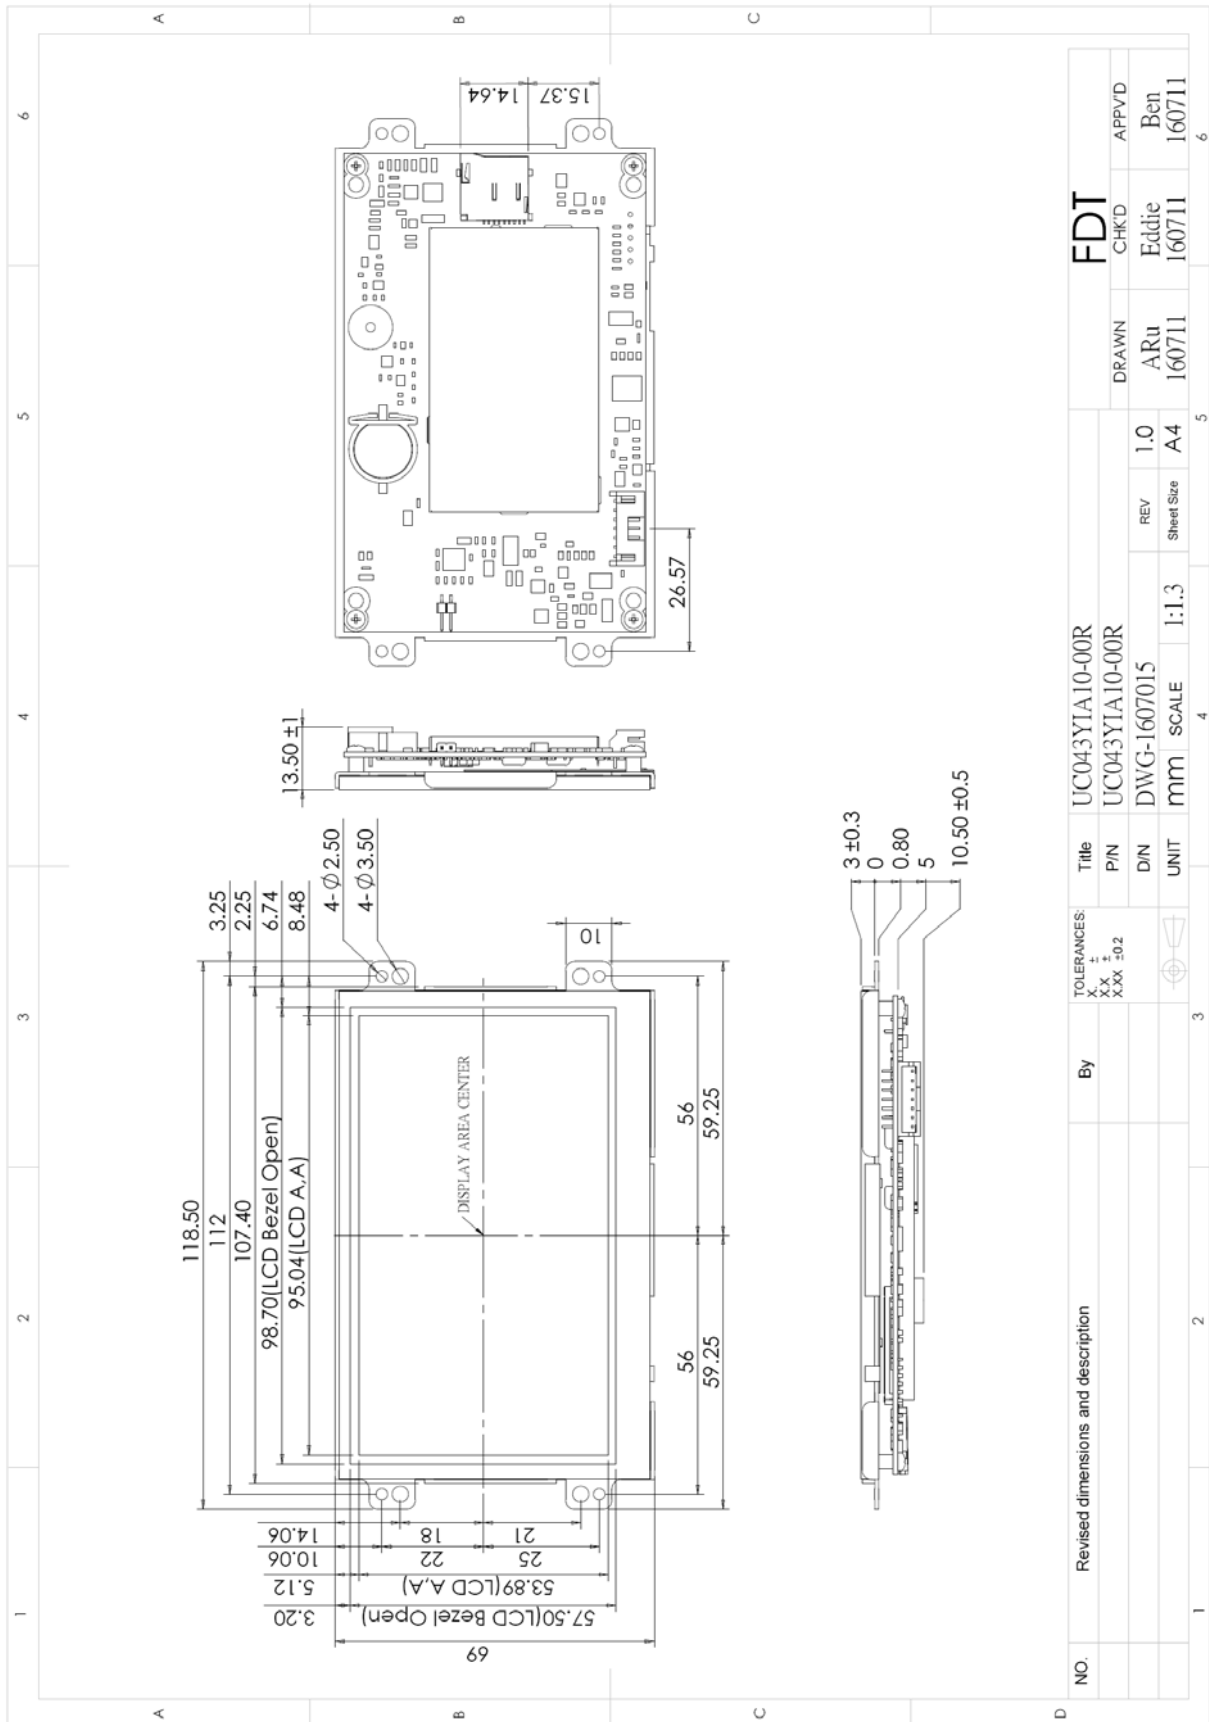 1
2
3
4
5
6
A
B
C
118.50
112
107.40
98.70(LCD Bezel Open)
95.04(LCD A,A)
3.25
2.25
6.74
8.48
4-Ø2.50
4-Ø3.50
10
DISPLAY AREA CENTER
69
57.50(LCD Bezel Open)
3.20
53.89(LCD A,A)
5.12
10.06
22
25
14.06
18
21
56
56
59.25
59.25
13.50 ±1
14.64
15.37
26.57
3 ±0.3
0
0.80
5
10.50 ±0.5
A
B
C
D
NO.
Revised dimensions and description
By
TOLERANCES:
X. ±
X.X ±
X.XX ±0.2
Title
UC043YIA10-00R
P/N
UC043YIA10-00R
D/N
DWG-1607015
REV
1.0
UNIT
mm
SCALE
1:1.3
Sheet Size
A4
FDT
DRAWN
CHK'D
APPV'D
ARu
160711
Eddie
160711
Ben
160711
1
2
3
4
5
6